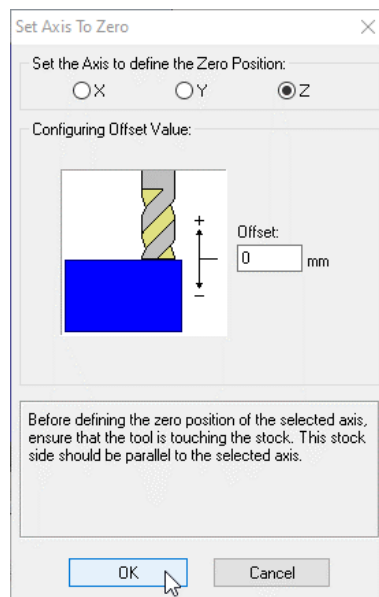 Set Axis To Zero
Set the Axis to define the Zero Position:
X Y Z
Configuring Offset Value:
+
Offset:
0 mm
−
Before defining the zero position of the selected axis,
ensure that the tool is touching the stock. This stock
side should be parallel to the selected axis.
OK Cancel